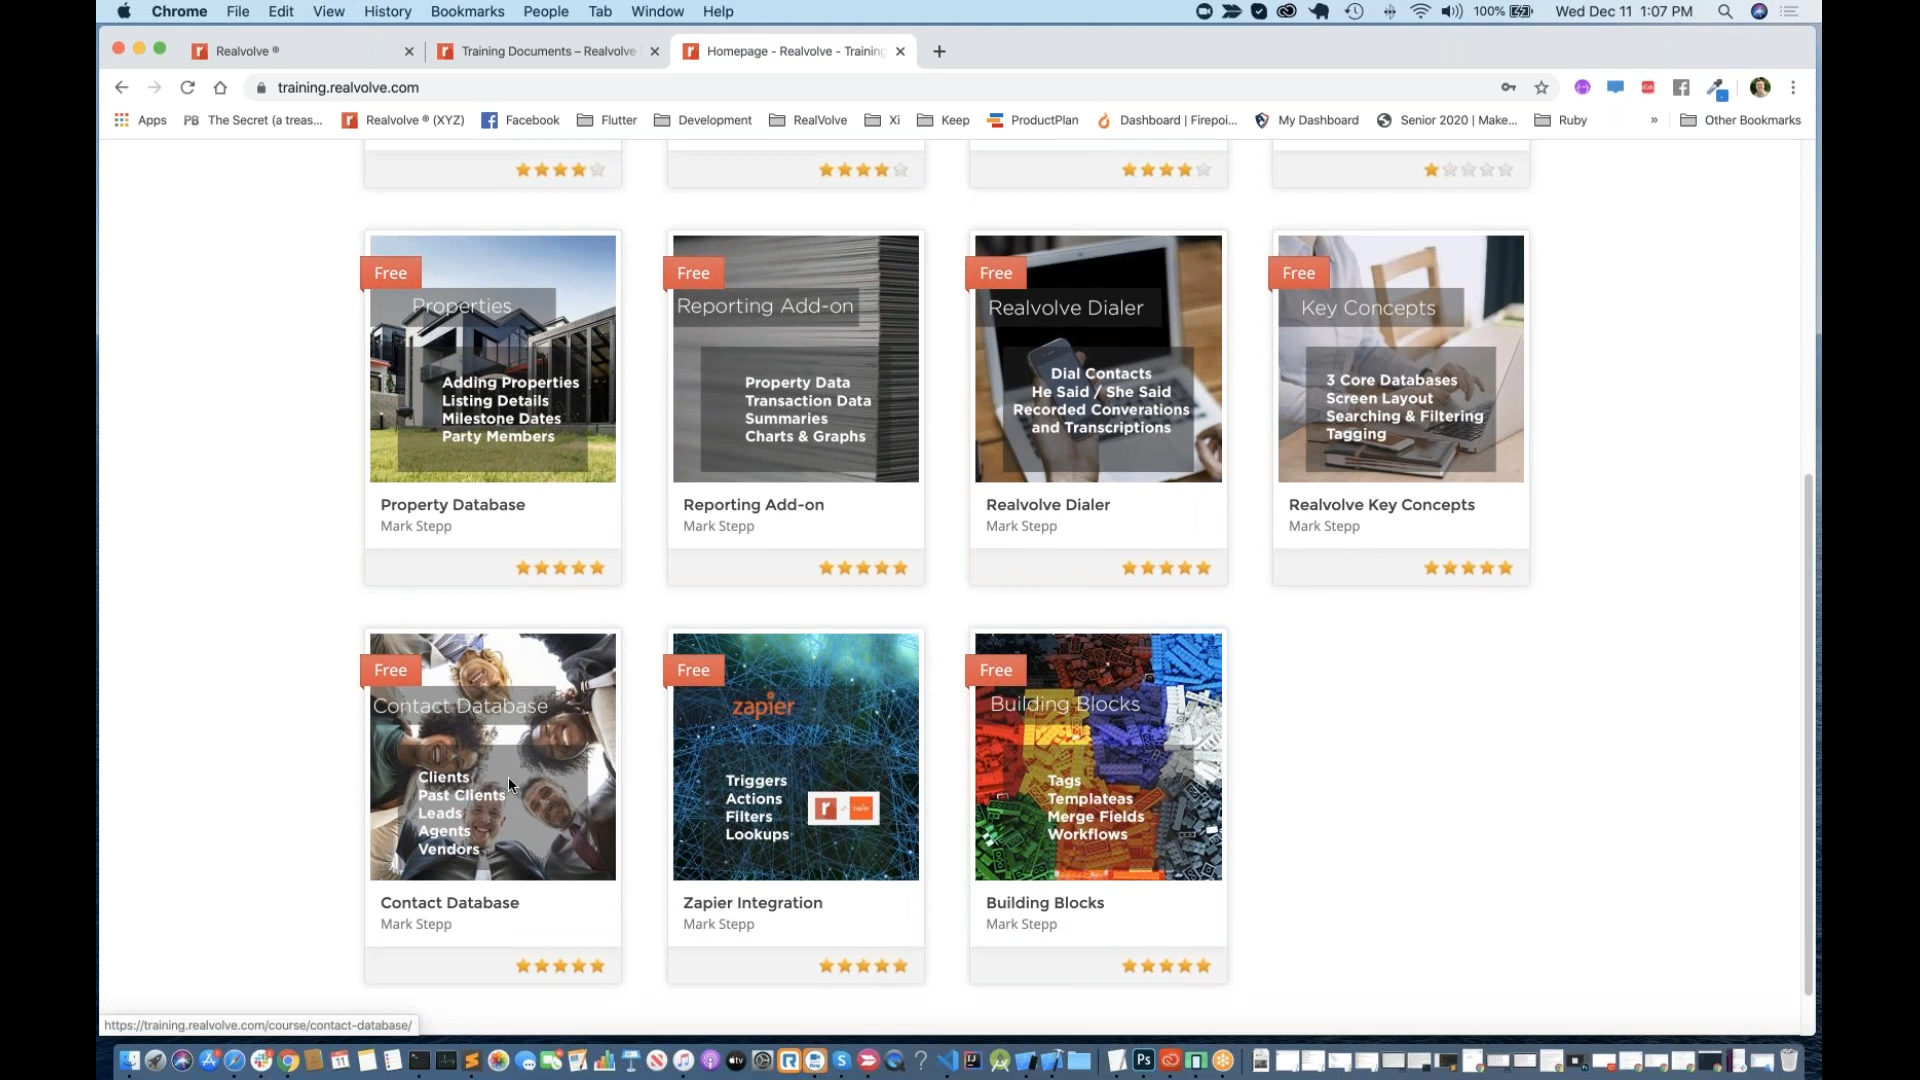 Chrome File Edit View History Bookmarks People Tab Window Help 100% Wed Dec 11 1:07 PM
Realvolve ® Training Documents – Realvolve Homepage - Realvolve - Training
training.realvolve.com
Apps PB The Secret (a treas... Realvolve ® (XYZ) Facebook Flutter Development RealVolve Xi Keep ProductPlan Dashboard | Firepoi... My Dashboard Senior 2020 | Make... Ruby » Other Bookmarks
Free
Properties
Adding Properties
Listing Details
Milestone Dates
Party Members
Property Database
Mark Stepp
Free
Reporting Add-on
Property Data
Transaction Data
Summaries
Charts & Graphs
Reporting Add-on
Mark Stepp
Free
Realvolve Dialer
Dial Contacts
He Said / She Said
Recorded Converations
and Transcriptions
Realvolve Dialer
Mark Stepp
Free
Key Concepts
3 Core Databases
Screen Layout
Searching & Filtering
Tagging
Realvolve Key Concepts
Mark Stepp
Free
Contact Database
Clients
Past Clients
Leads
Agents
Vendors
Contact Database
Mark Stepp
Free
zapier
Triggers
Actions
Filters
Lookups
Zapier Integration
Mark Stepp
Free
Building Blocks
Tags
Templateas
Merge Fields
Workflows
Building Blocks
Mark Stepp
https://training.realvolve.com/course/contact-database/